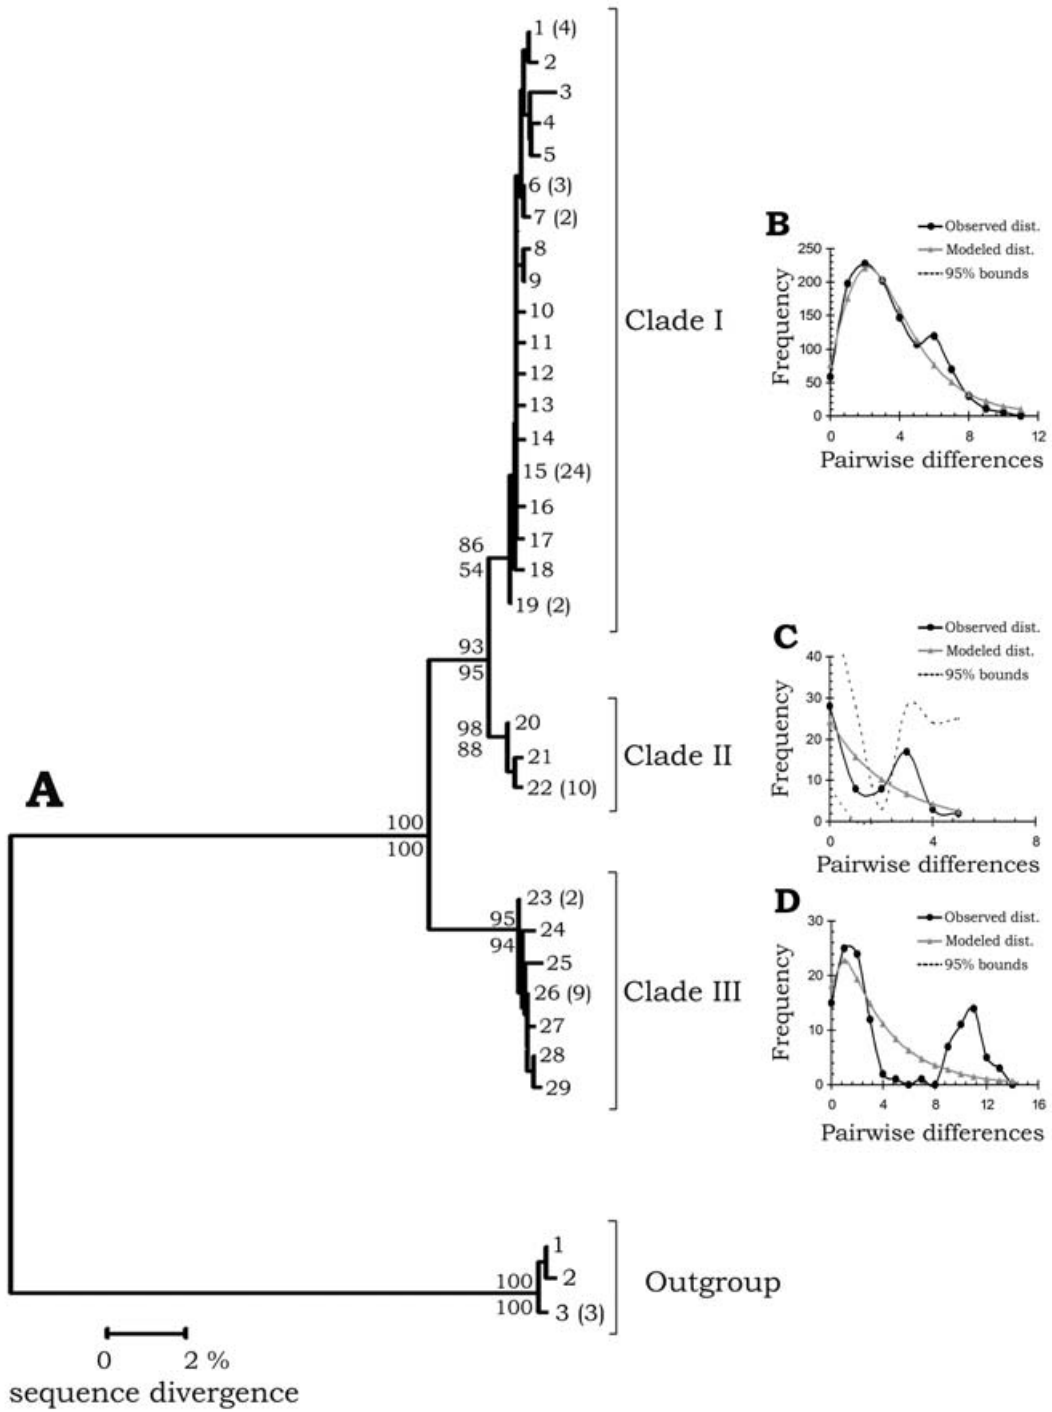 1 (4)
2
3
4
5
6 (3)
7 (2)
8
9
10
11
12
13
14
15 (24)
16
17
18
19 (2)
Clade I
86
54
93
95
98
88
20
21
22 (10)
Clade II
A
100
100
95
94
23 (2)
24
25
26 (9)
27
28
29
Clade III
100
100
1
2
3 (3)
Outgroup
0 2 %
sequence divergence
B
Observed dist.
Modeled dist.
95% bounds
Frequency
250
200
150
100
50
0
0 4 8 12
Pairwise differences
C
Observed dist.
Modeled dist.
95% bounds
Frequency
40
30
20
10
0
0 4 8
Pairwise differences
D
Observed dist.
Modeled dist.
95% bounds
Frequency
30
20
10
0
0 4 8 12 16
Pairwise differences